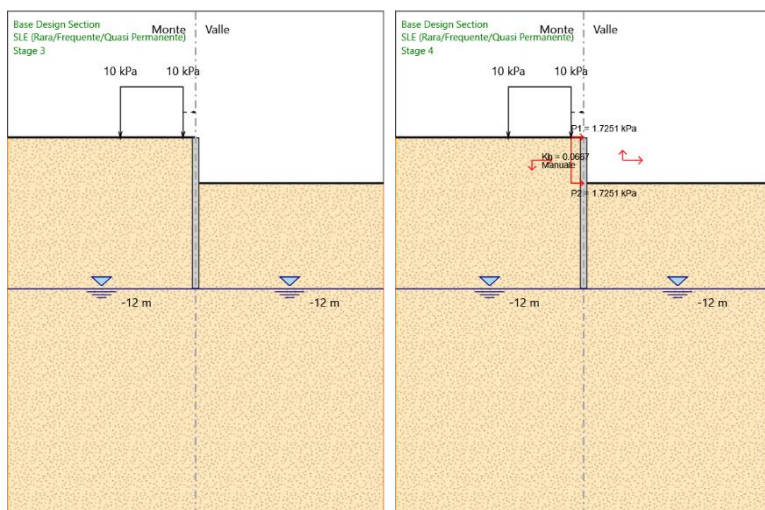 Base Design Section
SLE (Rara/Frequente/Quasi Permanente)
Stage 3
Monte
Valle
10 kPa
10 kPa
-12 m
-12 m
Base Design Section
SLE (Rara/Frequente/Quasi Permanente)
Stage 4
Monte
Valle
10 kPa
10 kPa
P1 = 1.7251 kPa
Kh = 0.0667
Manuale
P2 = 1.7251 kPa
-12 m
-12 m